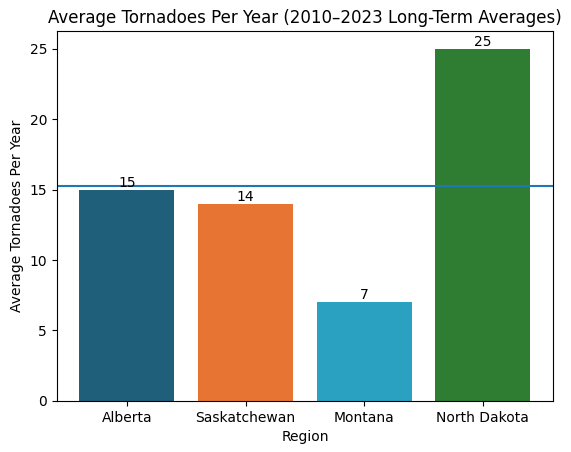 Average Tornadoes Per Year (2010–2023 Long-Term Averages)
Average Tornadoes Per Year
25
20
15
10
5
0
15
14
7
25
Alberta
Saskatchewan
Montana
North Dakota
Region